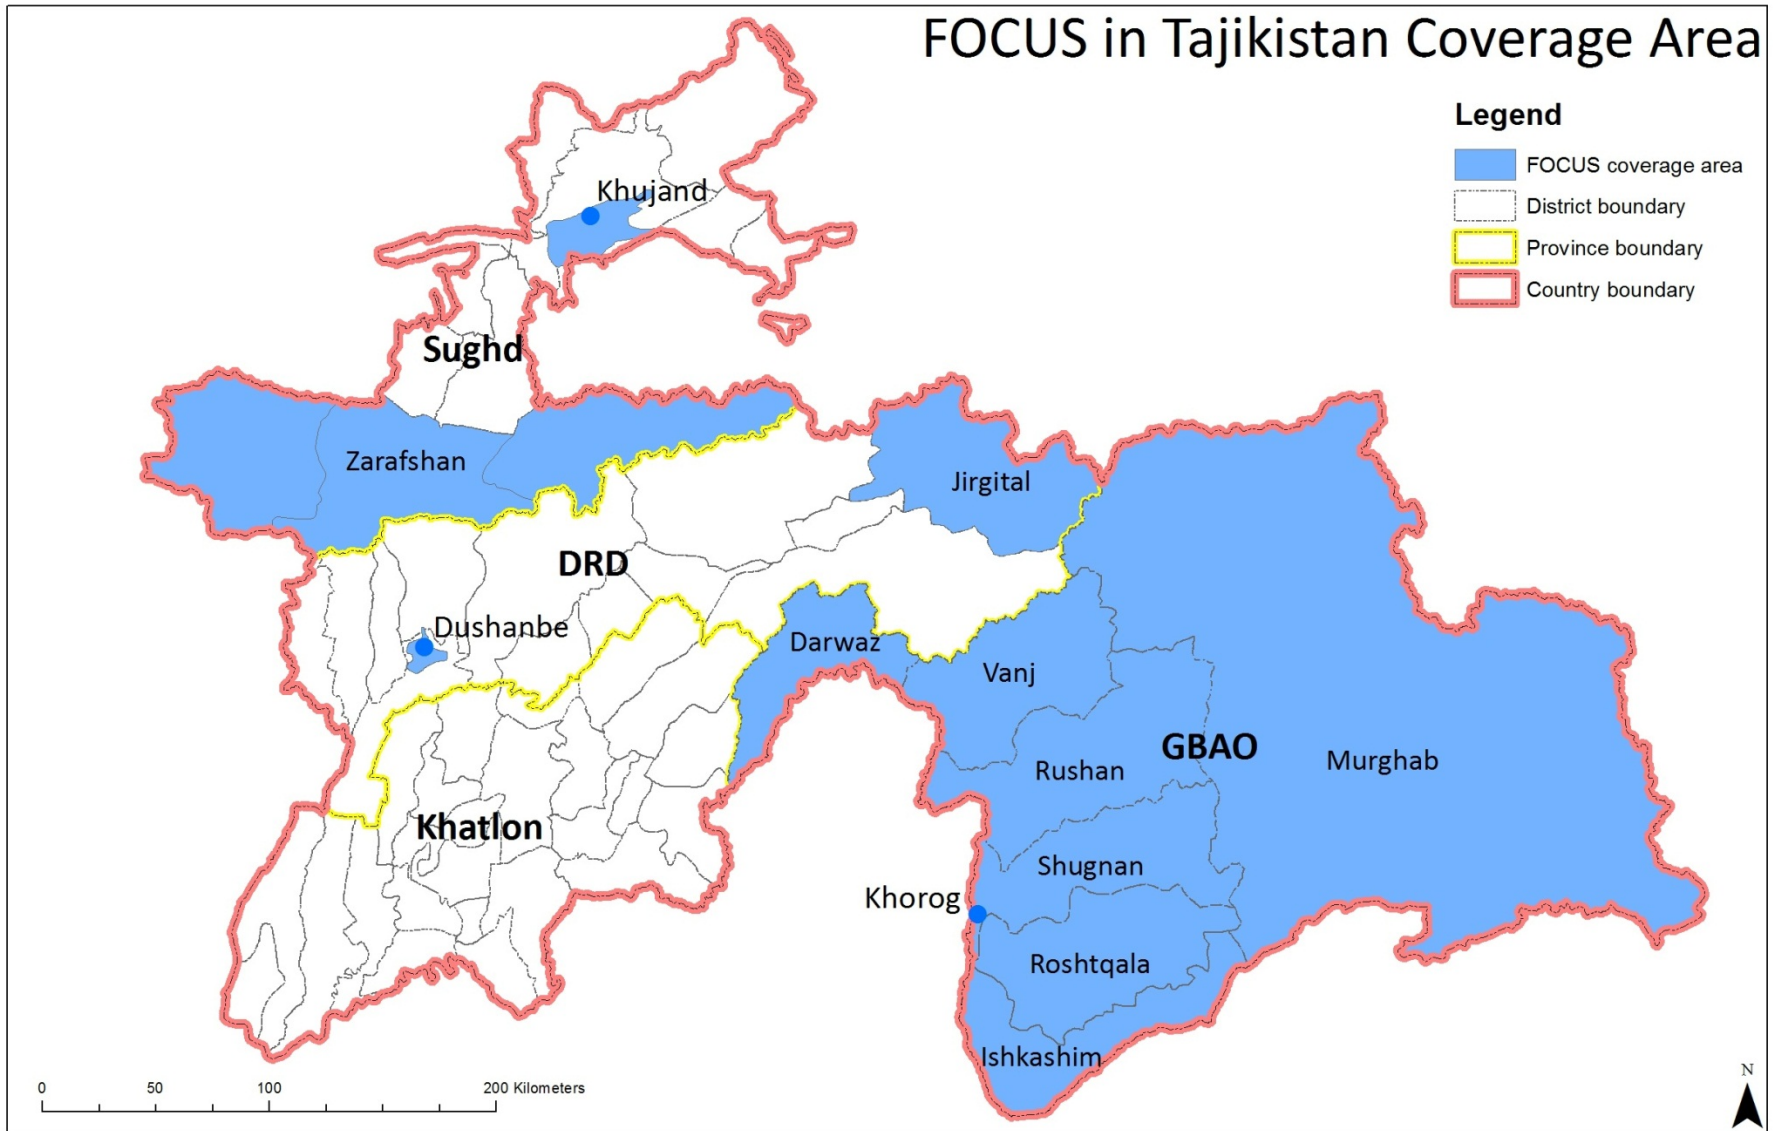 FOCUS in Tajikistan Coverage Area
Legend
FOCUS coverage area
District boundary
Province boundary
Country boundary
Khujand
Sughd
Zarafshan
Jirgital
DRD
Dushanbe
Darwaz
Vanj
GBAO
Murghab
Rushan
Khatlon
Shugnan
Khorog
Roshtqala
Ishkashim
0 50 100 200 Kilometers
N